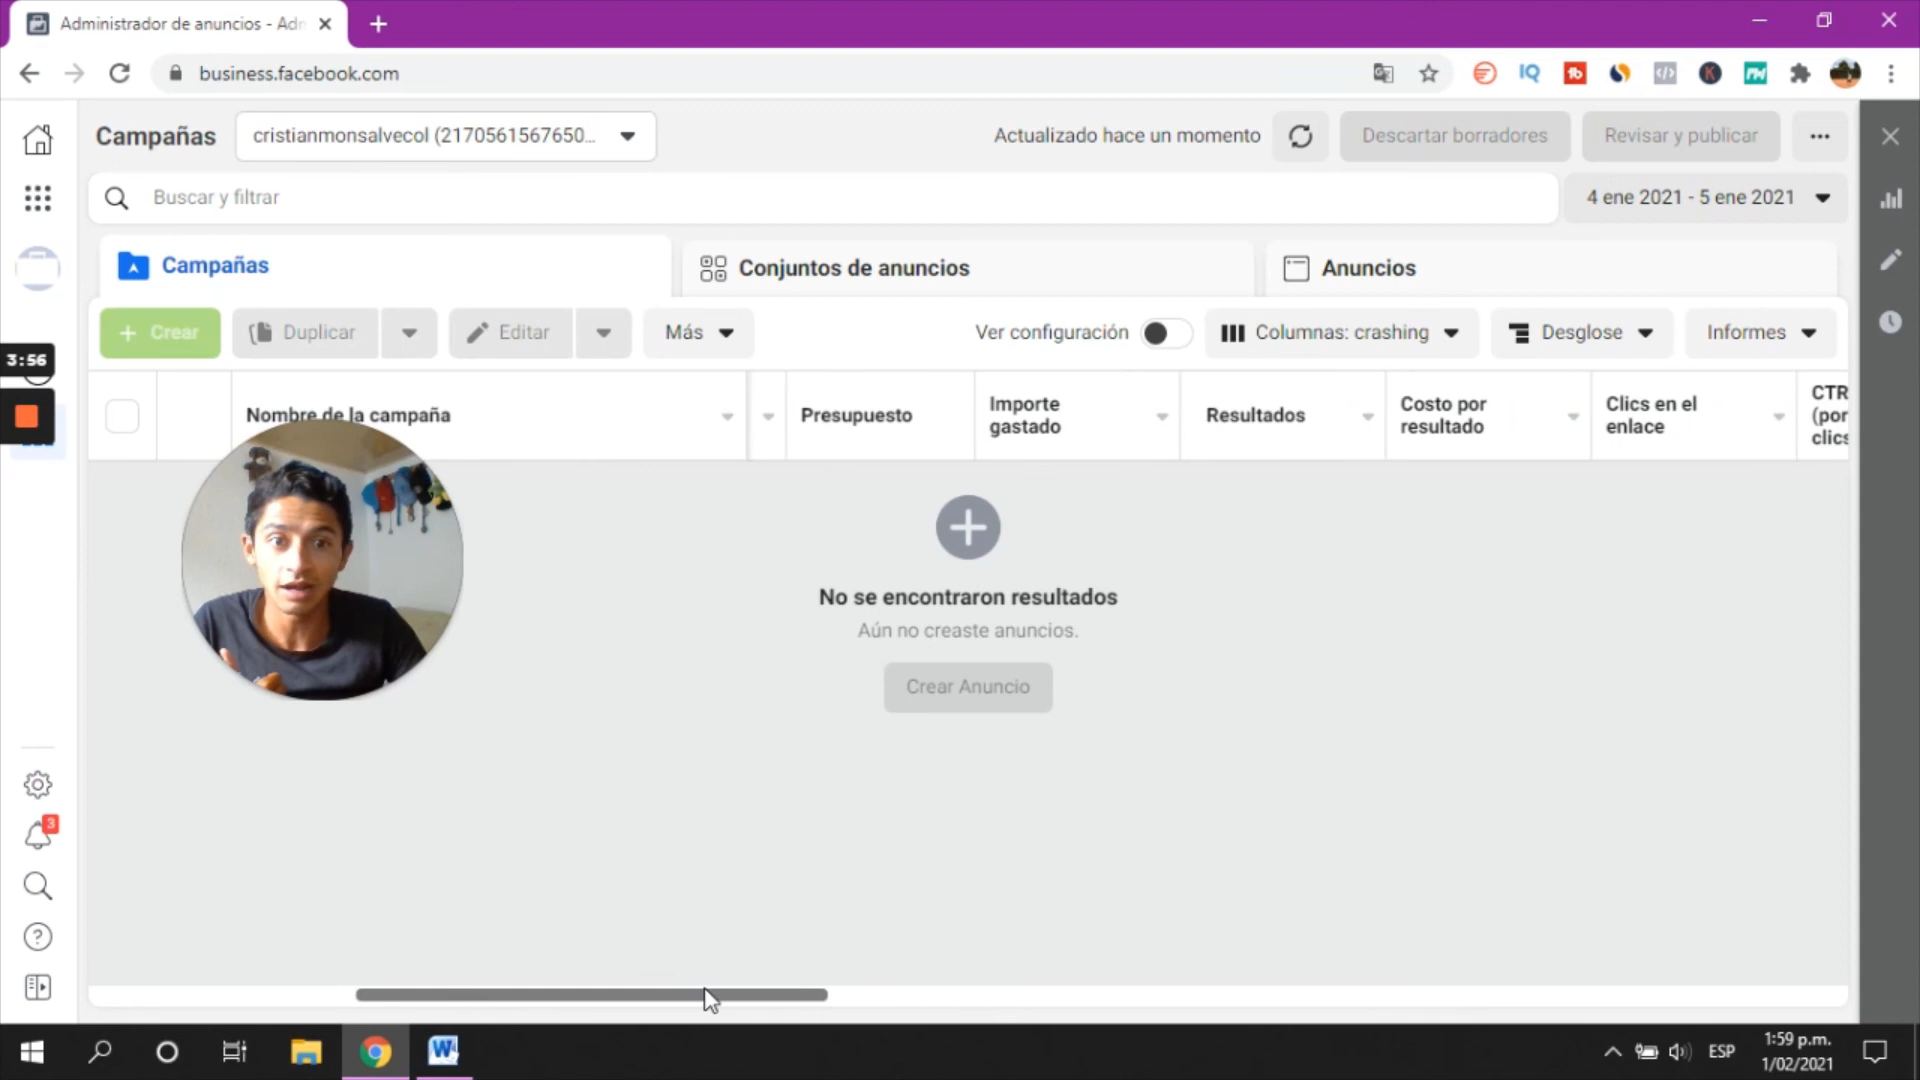 Administrador de anuncios - Adm
business.facebook.com
Campañas
cristianmonsalvecol (2170561567650...
Actualizado hace un momento
Descartar borradores
Revisar y publicar
Buscar y filtrar
4 ene 2021 - 5 ene 2021
Campañas
Conjuntos de anuncios
Anuncios
+ Crear
Duplicar
Editar
Más
Ver configuración
Columnas: crashing
Desglose
Informes
3:56
Nombre de la campaña
Presupuesto
Importe
gastado
Resultados
Costo por
resultado
Clics en el
enlace
CTR
(por
clics
No se encontraron resultados
Aún no creaste anuncios.
Crear Anuncio
3
ESP
1:59 p.m.
1/02/2021